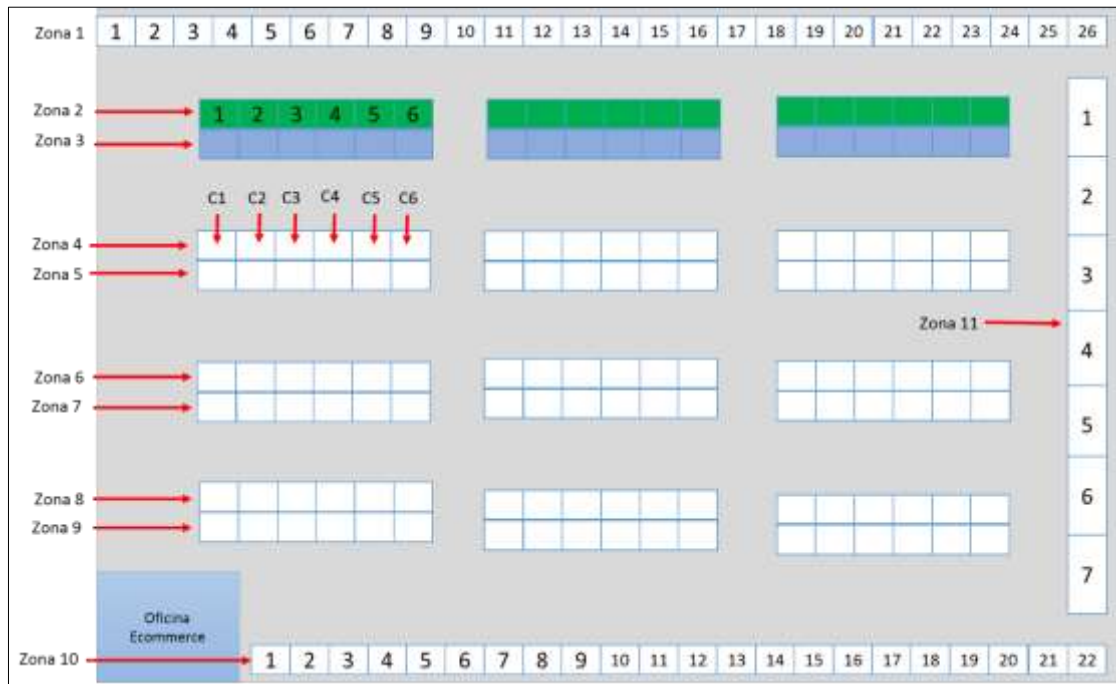 Zona 1 1 2 3 4 5 6 7 8 9 10 11 12 13 14 15 16 17 18 19 20 21 22 23 24 25 26
Zona 2 1 2 3 4 5 6
Zona 3
1
C1 C2 C3 C4 C5 C6
2
Zona 4
Zona 5
3
Zona 11
4
Zona 6
Zona 7
5
Zona 8
6
Zona 9
7
Oficina
Ecommerce
Zona 10 1 2 3 4 5 6 7 8 9 10 11 12 13 14 15 16 17 18 19 20 21 22